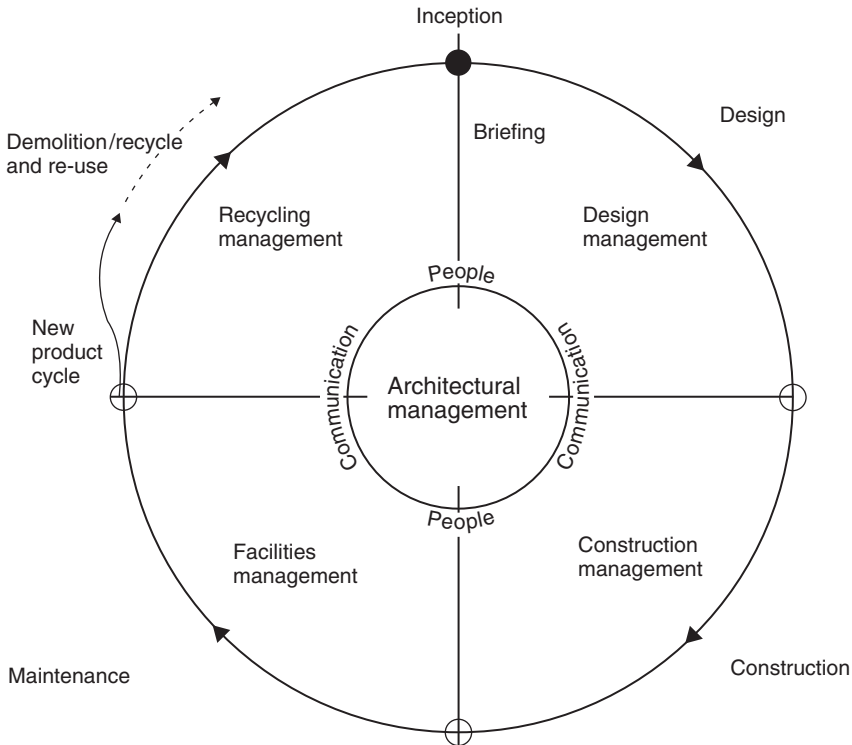 Inception
Design
Briefing
Demolition/recycle
and re-use
Recycling
management
Design
management
People
New
product
cycle
Communication
Architectural
management
Communication
People
Facilities
management
Construction
management
Maintenance
Construction